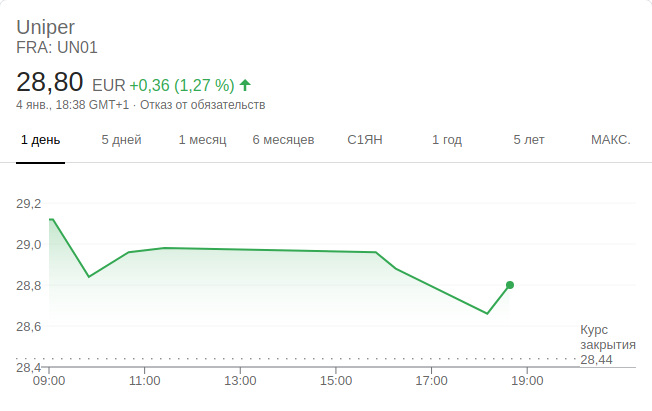 Uniper
FRA: UN01
28,80 EUR +0,36 (1,27 %)
4 янв., 18:38 GMT+1 · Отказ от обязательств
1 день 5 дней 1 месяц 6 месяцев С1ЯН 1 год 5 лет МАКС.
29,2
29,0
28,8
28,6
Курс
закрытия
28,44
28,4
09:00 11:00 13:00 15:00 17:00 19:00